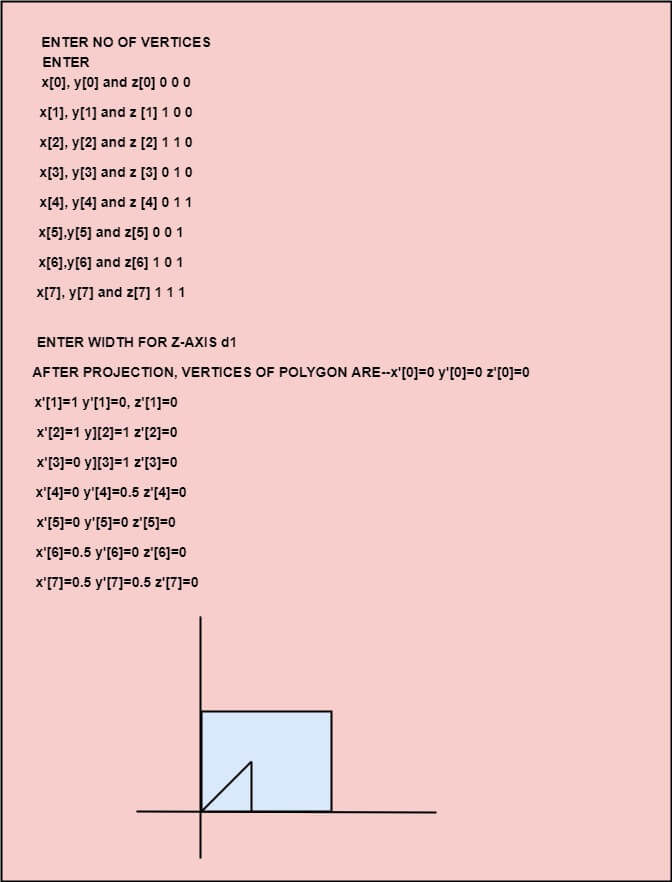 ENTER NO OF VERTICES
ENTER
x[0], y[0] and z[0] 0 0 0
x[1], y[1] and z [1] 1 0 0
x[2], y[2] and z [2] 1 1 0
x[3], y[3] and z [3] 0 1 0
x[4], y[4] and z [4] 0 1 1
x[5],y[5] and z[5] 0 0 1
x[6],y[6] and z[6] 1 0 1
x[7], y[7] and z[7] 1 1 1
ENTER WIDTH FOR Z-AXIS d1
AFTER PROJECTION, VERTICES OF POLYGON ARE--x'[0]=0 y'[0]=0 z'[0]=0
x'[1]=1 y'[1]=0, z'[1]=0
x'[2]=1 y][2]=1 z'[2]=0
x'[3]=0 y][3]=1 z'[3]=0
x'[4]=0 y'[4]=0.5 z'[4]=0
x'[5]=0 y'[5]=0 z'[5]=0
x'[6]=0.5 y'[6]=0 z'[6]=0
x'[7]=0.5 y'[7]=0.5 z'[7]=0